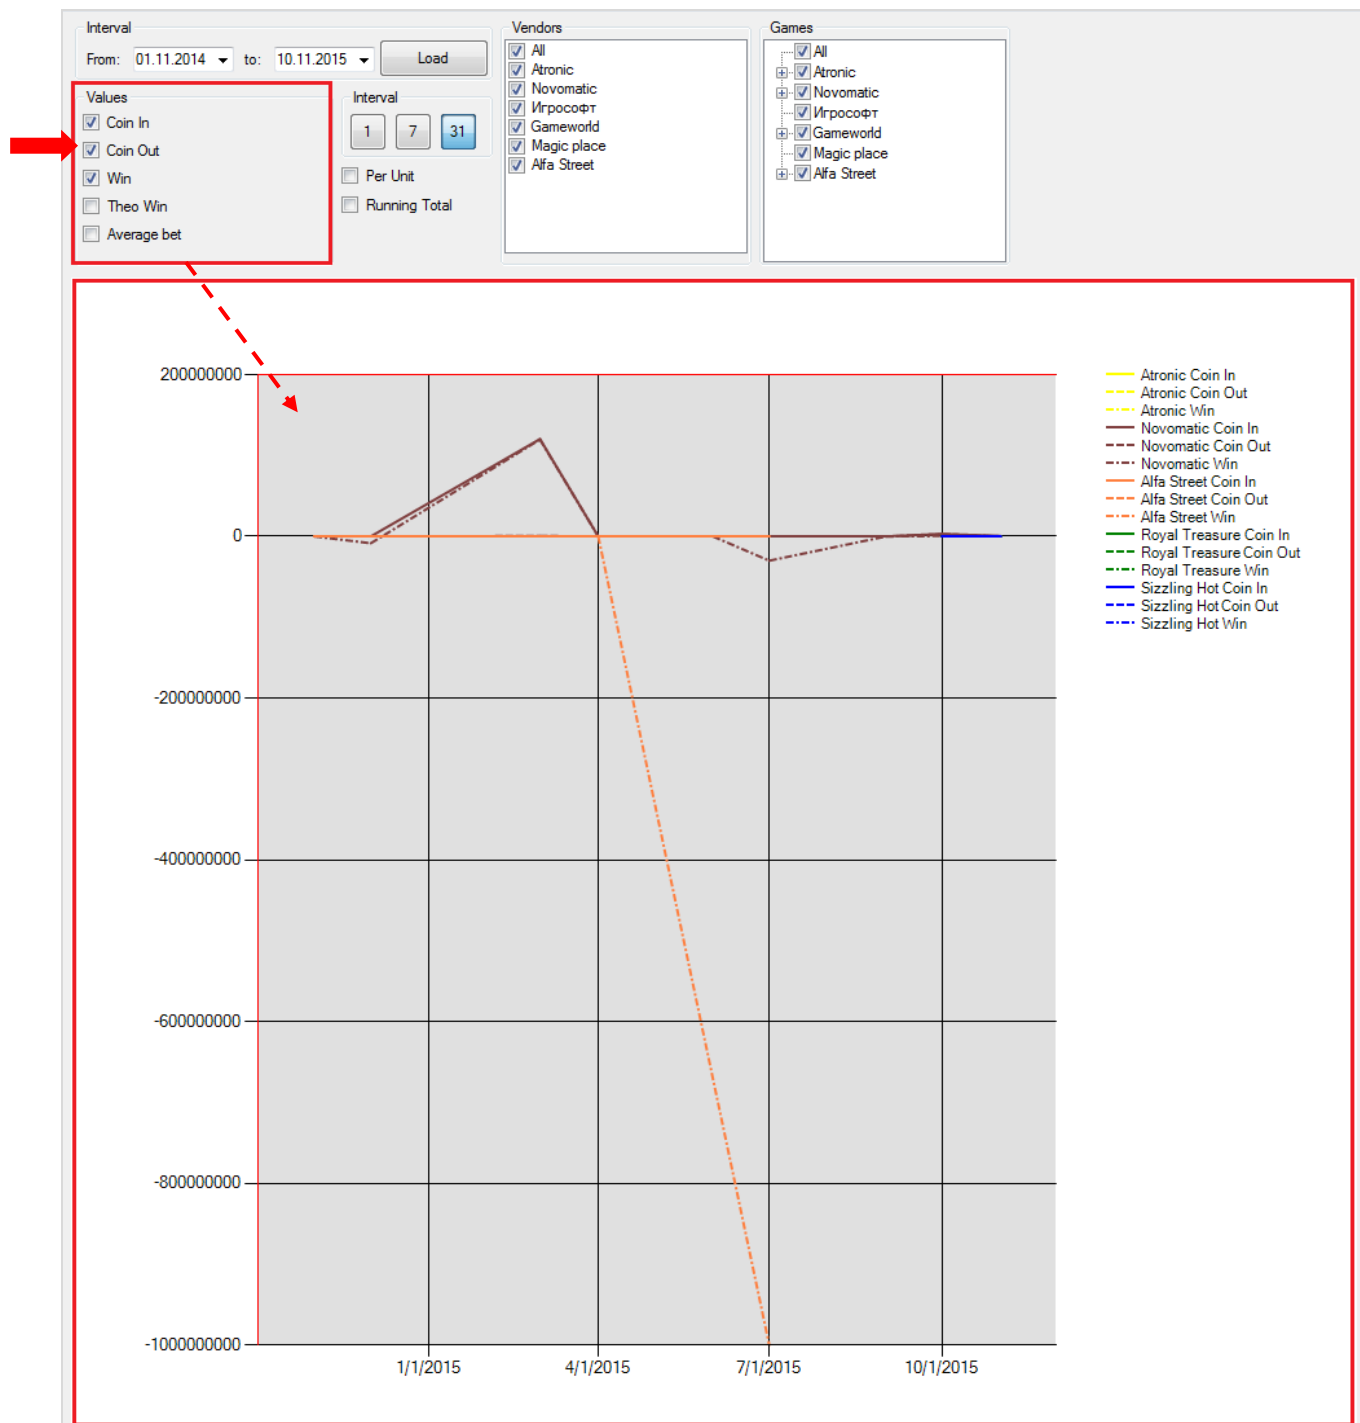 Interval
From: 01.11.2014 to: 10.11.2015 Load
Values
Coin In
Coin Out
Win
Theo Win
Average bet
Interval
1 7 31
Per Unit
Running Total
Vendors
All
Atronic
Novomatic
Игрософт
Gameworld
Magic place
Alfa Street
Games
All
Atronic
Novomatic
Игрософт
Gameworld
Magic place
Alfa Street
200000000
0
-200000000
-400000000
-600000000
-800000000
-1000000000
1/1/2015 4/1/2015 7/1/2015 10/1/2015
Atronic Coin In
Atronic Coin Out
Atronic Win
Novomatic Coin In
Novomatic Coin Out
Novomatic Win
Alfa Street Coin In
Alfa Street Coin Out
Alfa Street Win
Royal Treasure Coin In
Royal Treasure Coin Out
Royal Treasure Win
Sizzling Hot Coin In
Sizzling Hot Coin Out
Sizzling Hot Win